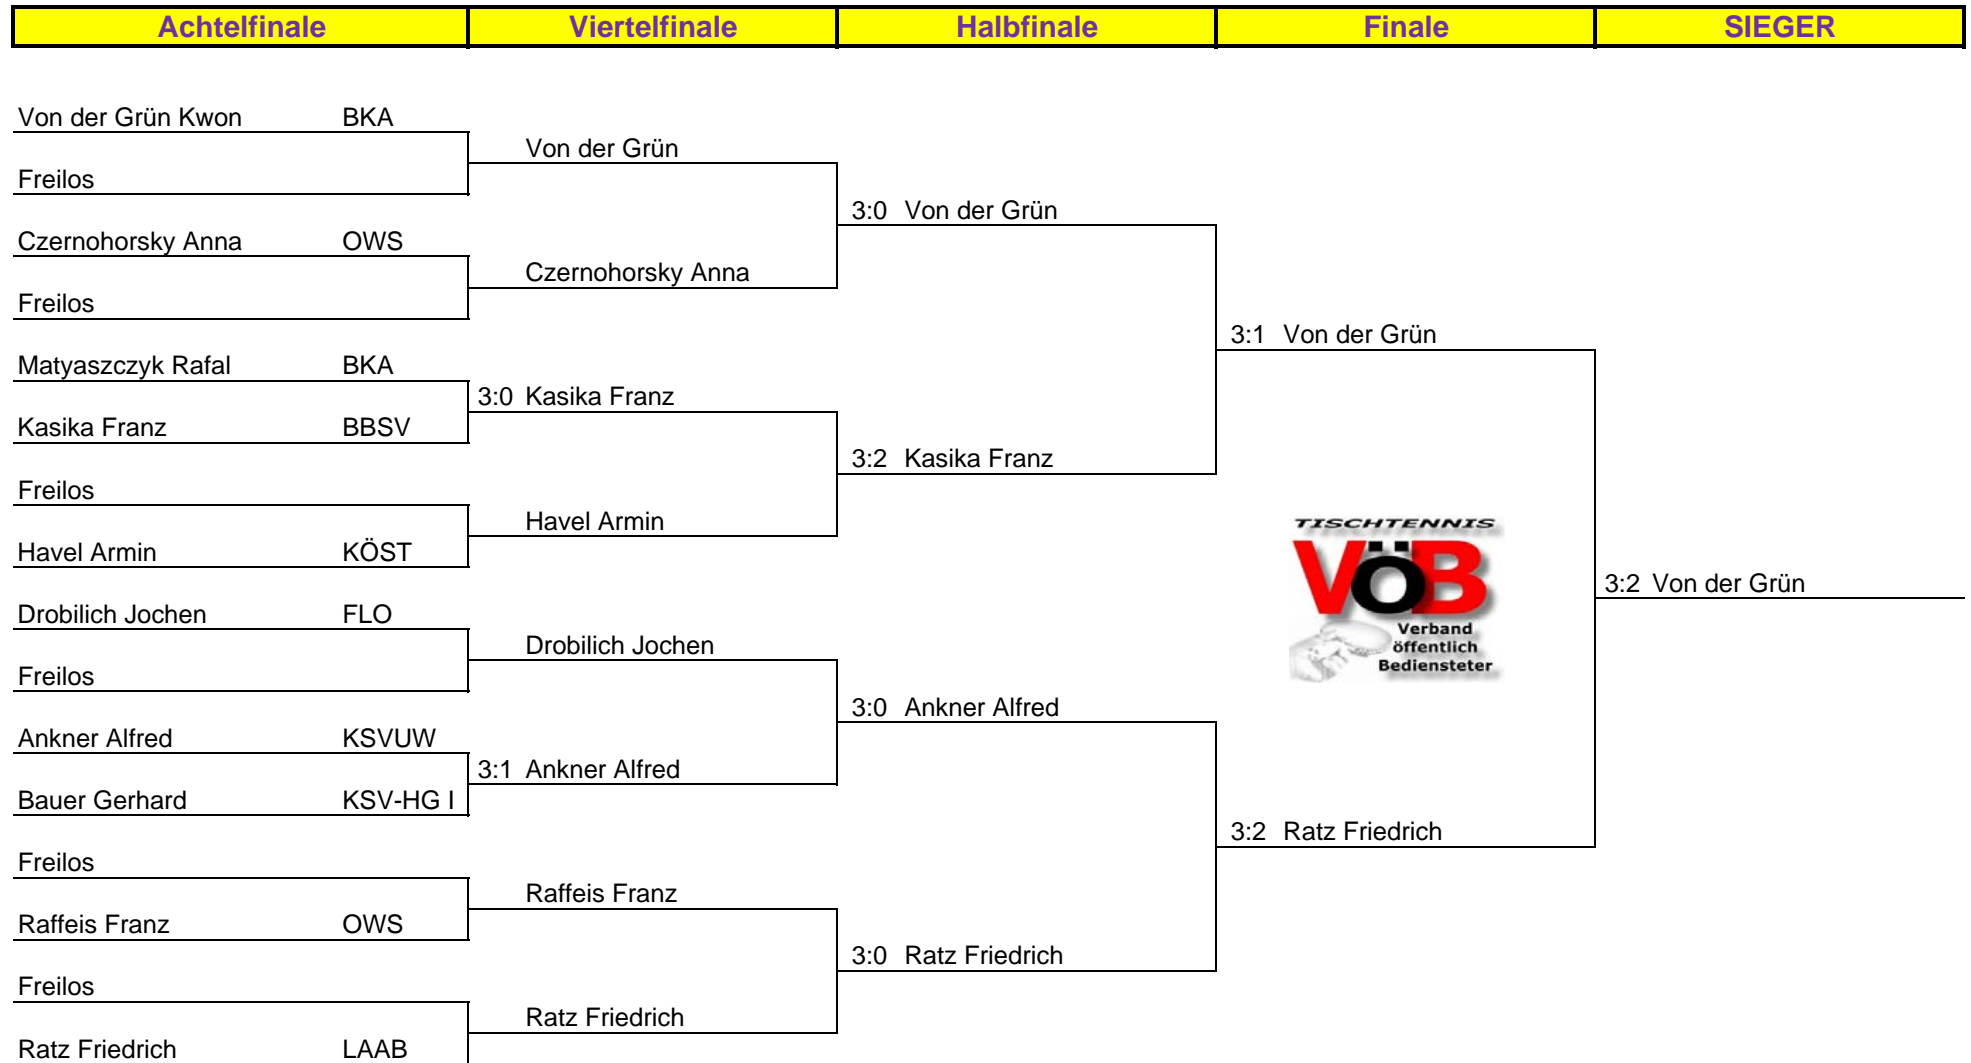 Achtelfinale Viertelfinale Halbfinale Finale SIEGER
Von der Grün Kwon BKA
Von der Grün
Freilos
3:0 Von der Grün
Czernohorsky Anna OWS
Czernohorsky Anna
Freilos
3:1 Von der Grün
Matyaszczyk Rafal BKA
3:0 Kasika Franz
Kasika Franz BBSV
3:2 Kasika Franz
Freilos
Havel Armin
Havel Armin KÖST
TISCHTENNIS
VÖB
Verband
öffentlich
Bediensteter
3:2 Von der Grün
Drobilich Jochen FLO
Drobilich Jochen
Freilos
3:0 Ankner Alfred
Ankner Alfred KSVUW
3:1 Ankner Alfred
Bauer Gerhard KSV-HG I
3:2 Ratz Friedrich
Freilos
Raffeis Franz
Raffeis Franz OWS
3:0 Ratz Friedrich
Freilos
Ratz Friedrich
Ratz Friedrich LAAB